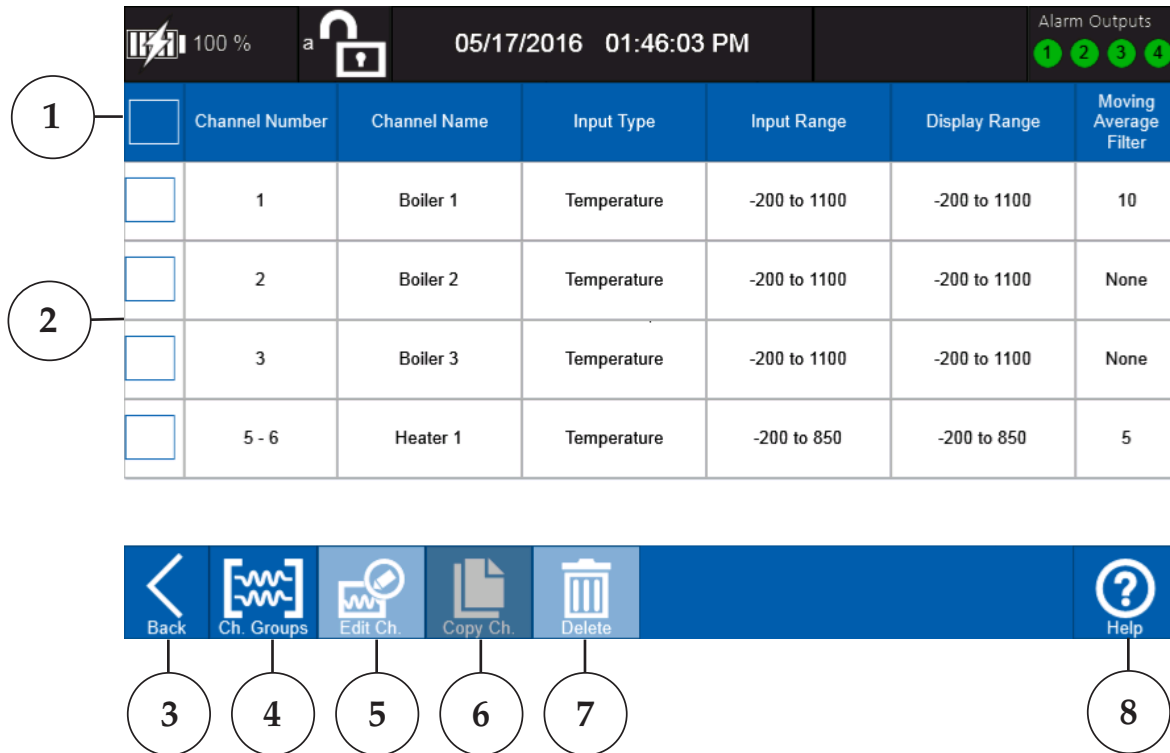 Alarm Outputs
100 % a 05/17/2016 01:46:03 PM
1 2 3 4
1
Channel Number Channel Name Input Type Input Range Display Range Moving Average Filter
1 Boiler 1 Temperature -200 to 1100 -200 to 1100 10
2 Boiler 2 Temperature -200 to 1100 -200 to 1100 None
2
3 Boiler 3 Temperature -200 to 1100 -200 to 1100 None
5 - 6 Heater 1 Temperature -200 to 850 -200 to 850 5
?
Back Ch. Groups Edit Ch. Copy Ch. Delete Help
3 4 5 6 7 8